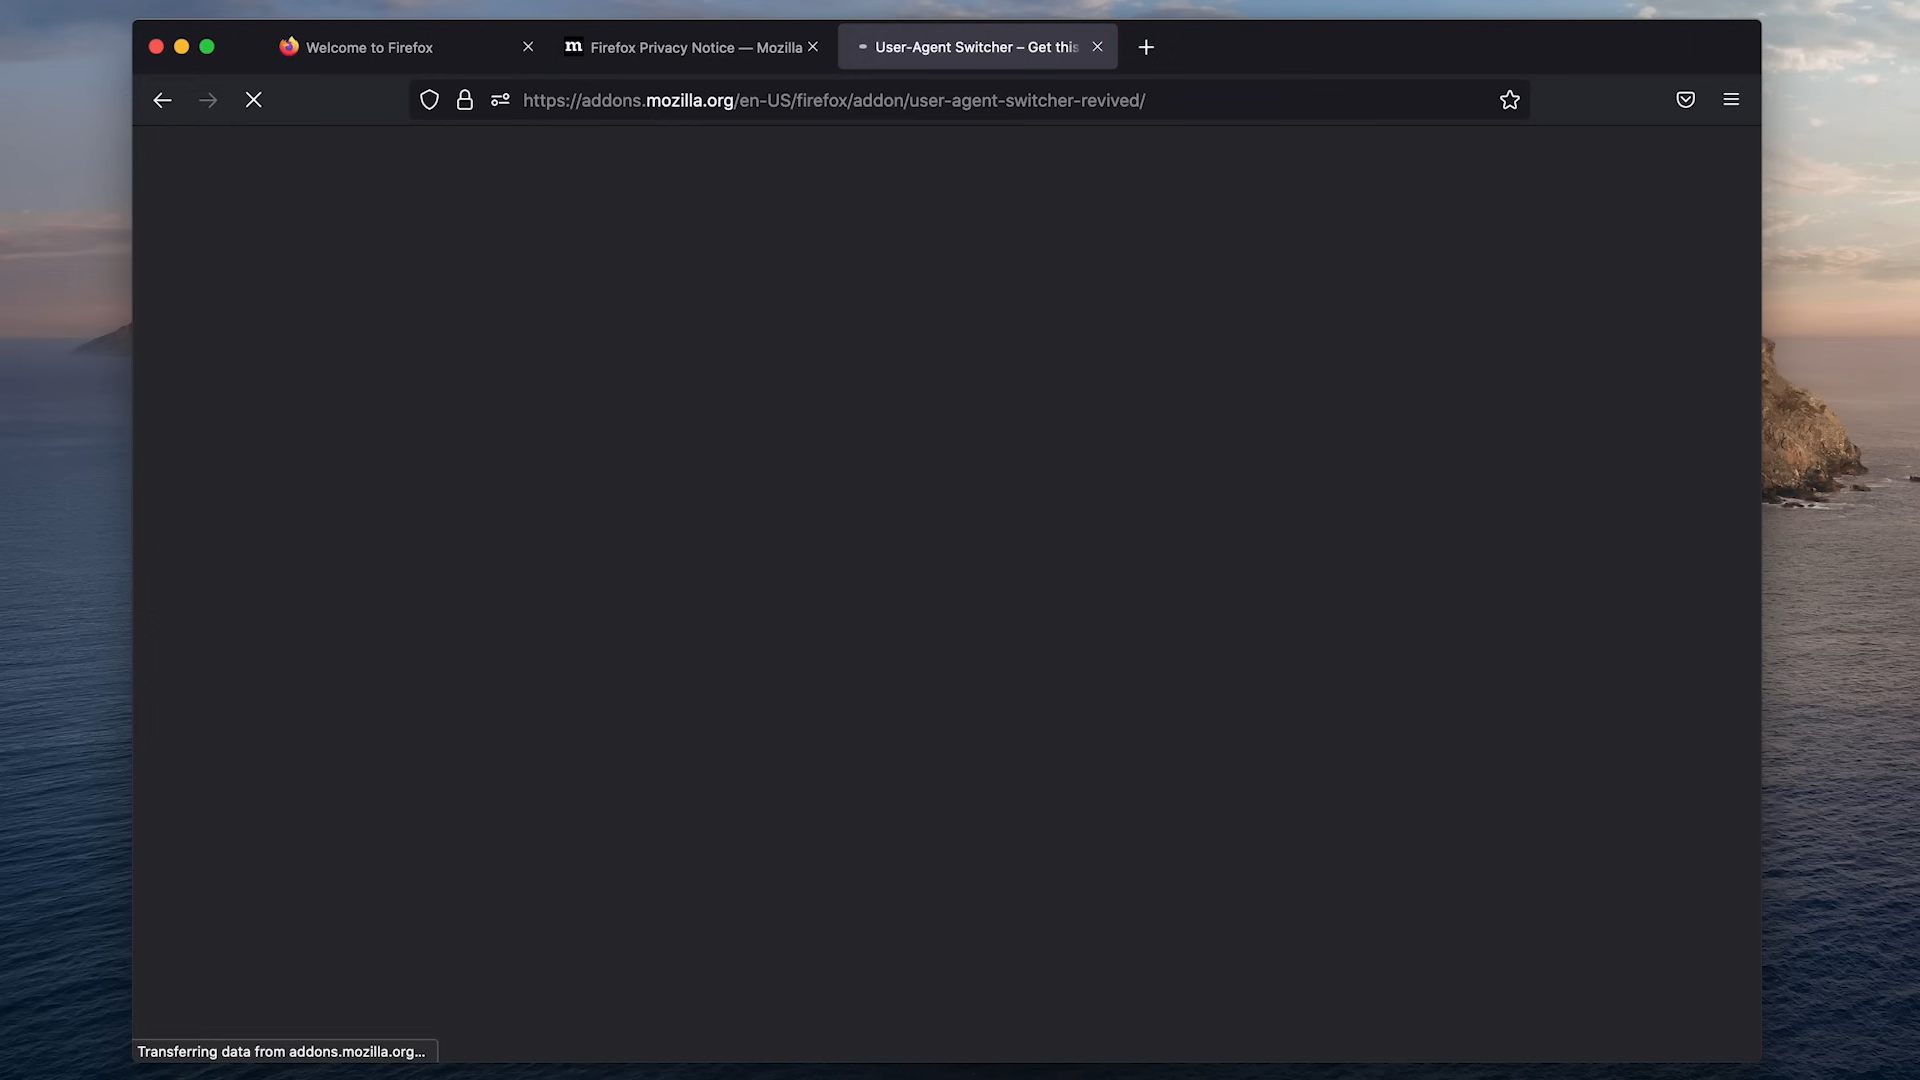 Welcome to Firefox
m Firefox Privacy Notice — Mozilla
User-Agent Switcher – Get this
https://addons.mozilla.org/en-US/firefox/addon/user-agent-switcher-revived/
Transferring data from addons.mozilla.org…